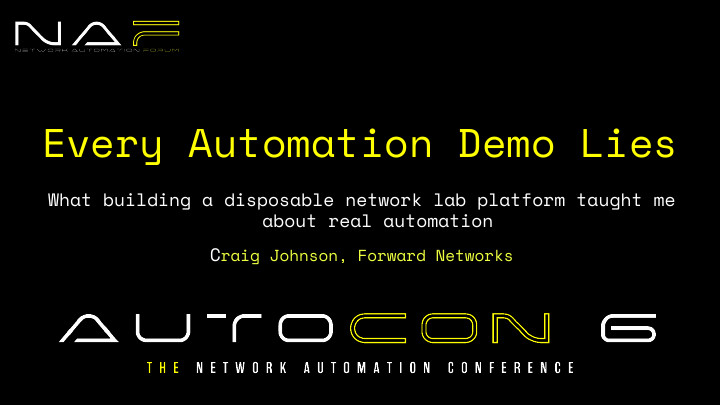 NAF
NETWORK AUTOMATION FORUM
Every Automation Demo Lies
What building a disposable network lab platform taught me
about real automation
Craig Johnson, Forward Networks
AUTOCON 6
THE NETWORK AUTOMATION CONFERENCE